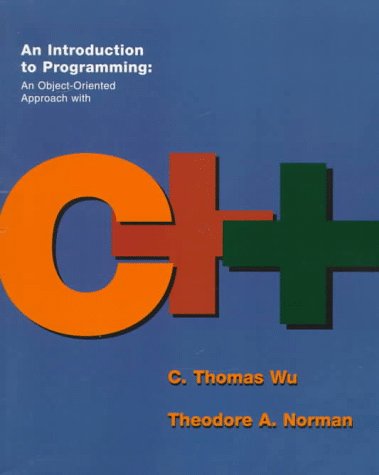 An Introduction
to Programming:
An Object-Oriented
Approach with
C++
C. Thomas Wu
Theodore A. Norman